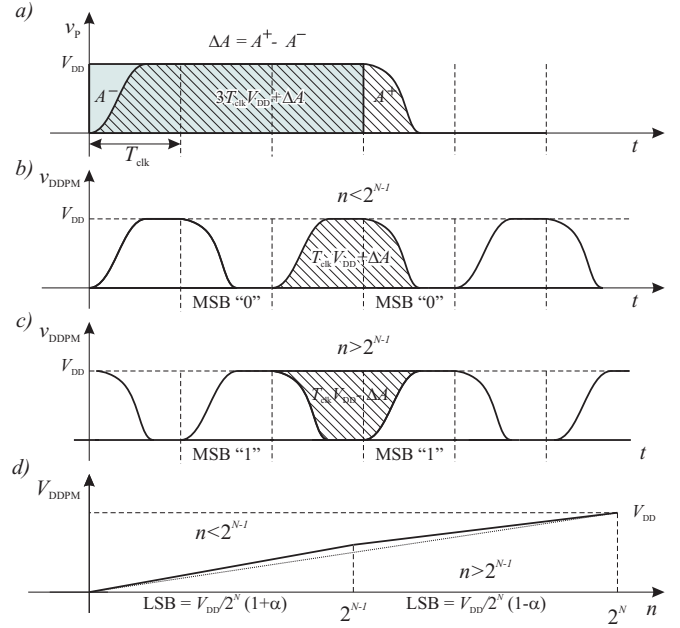 a)
v_P
ΔA = A⁺- A⁻
V_DD
A⁻
3T_clk V_DD+ΔA
A⁺
T_clk
t
b)
v_DDPM
n<2^{N-1}
V_DD
T_clk V_DD+ΔA
MSB “0”
MSB “0”
t
c)
v_DDPM
n>2^{N-1}
V_DD
T_clk V_DD-ΔA
MSB “1”
MSB “1”
t
d)
V_DDPM
V_DD
n<2^{N-1}
n>2^{N-1}
LSB = V_DD/2^N (1+α)
2^{N-1}
LSB = V_DD/2^N (1-α)
2^N
n